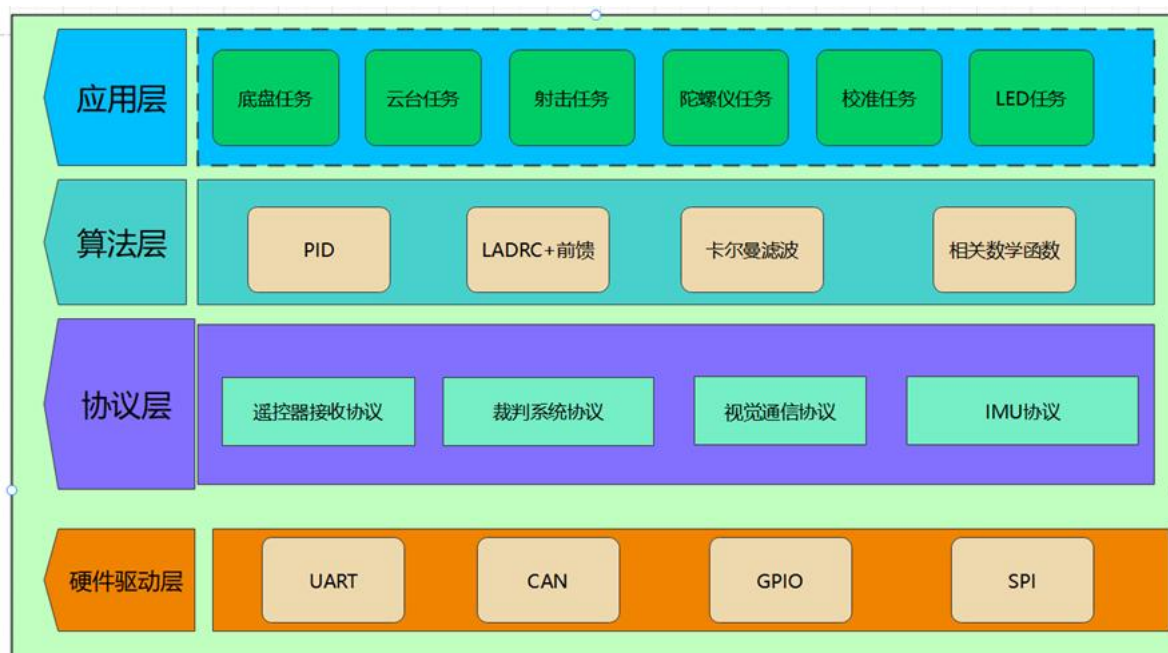 应用层
底盘任务
云台任务
射击任务
陀螺仪任务
校准任务
LED任务
算法层
PID
LADRC+前馈
卡尔曼滤波
相关数学函数
协议层
遥控器接收协议
裁判系统协议
视觉通信协议
IMU协议
硬件驱动层
UART
CAN
GPIO
SPI